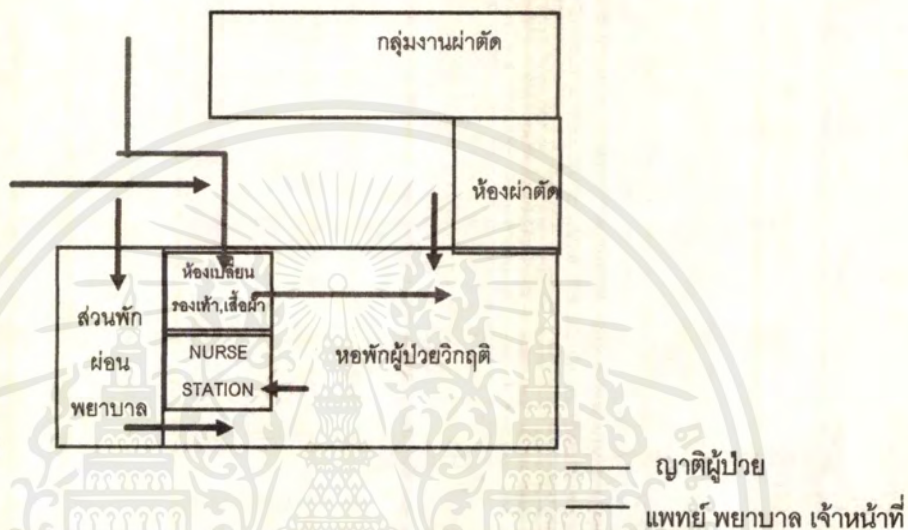 กลุ่มงานผ่าตัด
ห้องผ่าตัด
ห้องเปลี่ยน
รองเท้า,เสื้อผ้า
ส่วนพัก
ผ่อน
พยาบาล
NURSE
STATION
หอพักผู้ป่วยวิกฤติ
ญาติผู้ป่วย
แพทย์ พยาบาล เจ้าหน้าที่